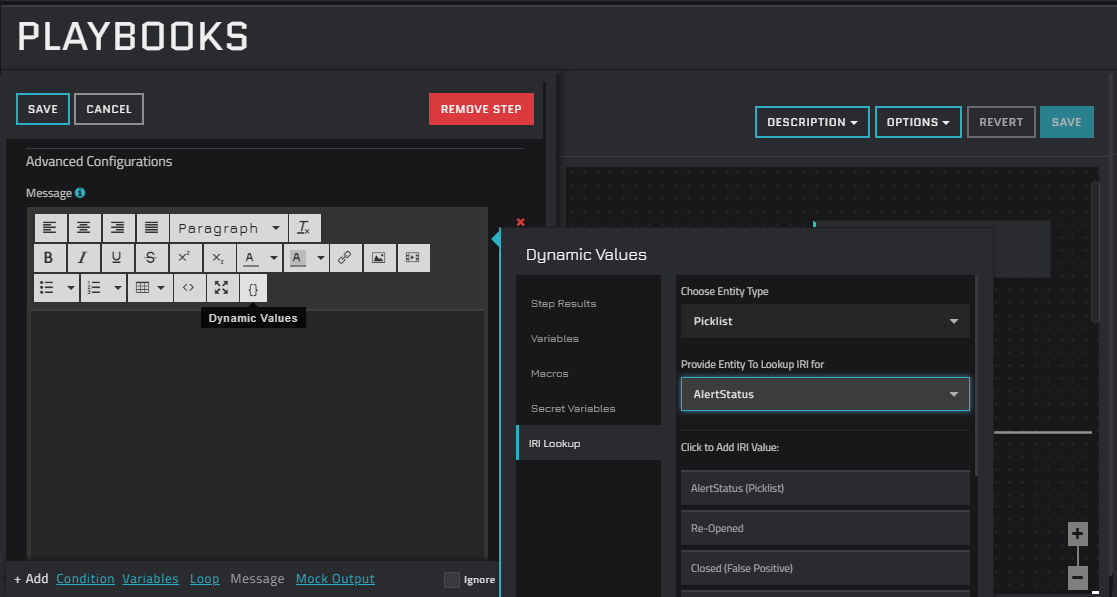 PLAYBOOKS
SAVE
CANCEL
REMOVE STEP
DESCRIPTION
OPTIONS
REVERT
SAVE
Advanced Configurations
Message
Paragraph
B I U S x² x₂ A A
{}
Dynamic Values
Dynamic Values
Step Results
Variables
Macros
Secret Variables
IRI Lookup
Choose Entity Type
Picklist
Provide Entity To Lookup IRI for
AlertStatus
Click to Add IRI Value:
AlertStatus (Picklist)
Re-Opened
Closed (False Positive)
+ Add Condition Variables Loop Message Mock Output
Ignore